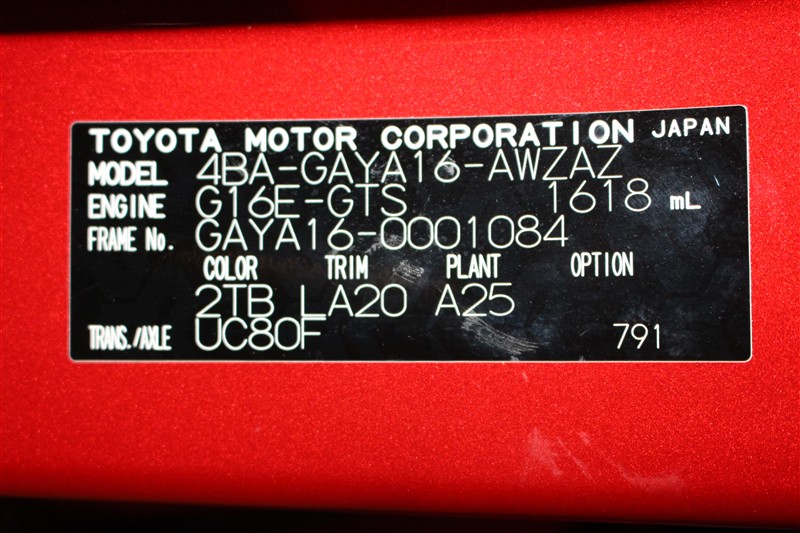 TOYOTA MOTOR CORPORATION JAPAN
MODEL 4BA-GAYA16-AWZAZ
ENGINE G16E-GTS 1618 mL
FRAME No. GAYA16-0001084
COLOR TRIM PLANT OPTION
2TB LA20 A25
TRANS./AXLE UC80F 791